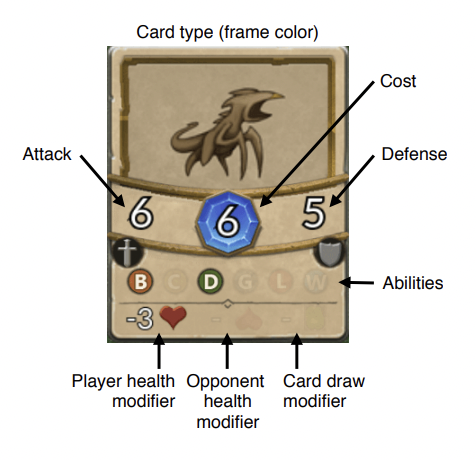 Card type (frame color)
Cost
Attack
Defense
6
6
5
B C D G L W
Abilities
-3
-
-
Player health
modifier
Opponent
health
modifier
Card draw
modifier